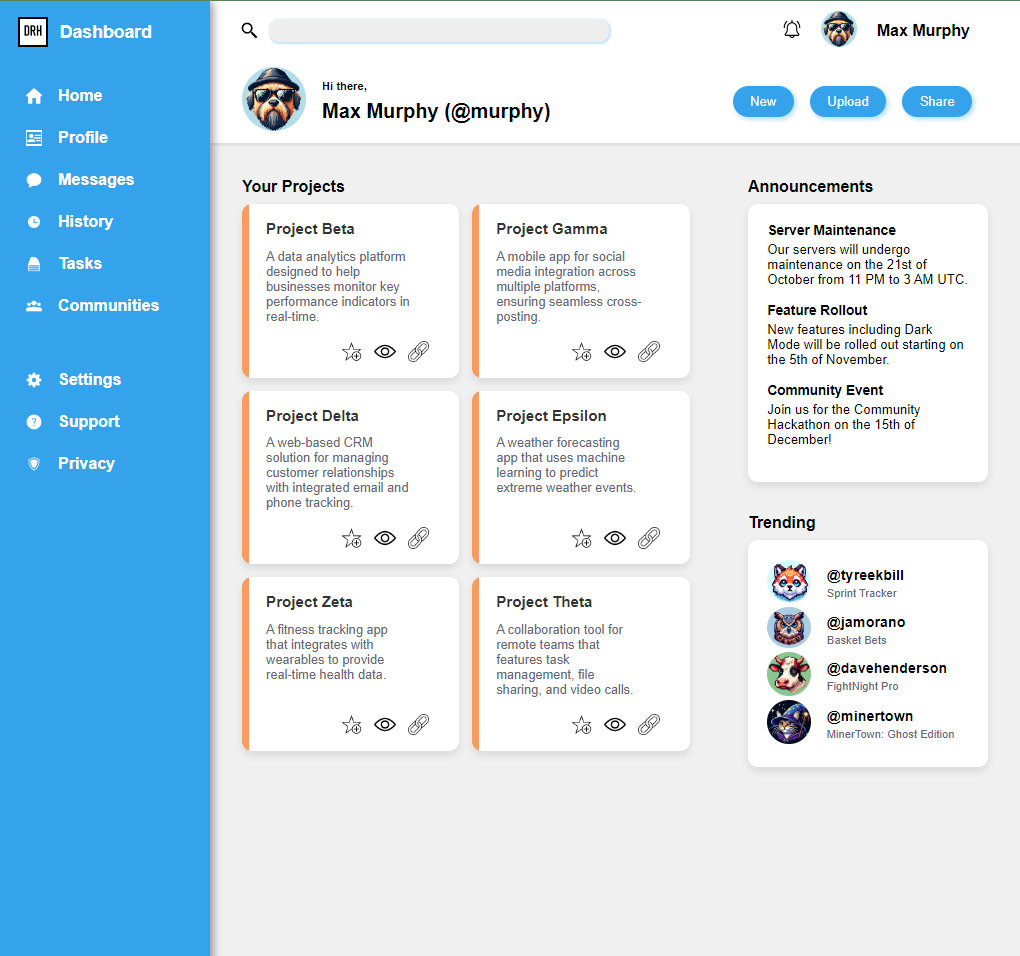 DRH
Dashboard
Home
Profile
Messages
History
Tasks
Communities
Settings
Support
Privacy
Max Murphy
Hi there,
Max Murphy (@murphy)
New
Upload
Share
Your Projects
Project Beta
A data analytics platform
designed to help
businesses monitor key
performance indicators in
real-time.
Project Gamma
A mobile app for social
media integration across
multiple platforms,
ensuring seamless cross-
posting.
Project Delta
A web-based CRM
solution for managing
customer relationships
with integrated email and
phone tracking.
Project Epsilon
A weather forecasting
app that uses machine
learning to predict
extreme weather events.
Project Zeta
A fitness tracking app
that integrates with
wearables to provide
real-time health data.
Project Theta
A collaboration tool for
remote teams that
features task
management, file
sharing, and video calls.
Announcements
Server Maintenance
Our servers will undergo
maintenance on the 21st of
October from 11 PM to 3 AM UTC.
Feature Rollout
New features including Dark
Mode will be rolled out starting on
the 5th of November.
Community Event
Join us for the Community
Hackathon on the 15th of
December!
Trending
@tyreekbill
Sprint Tracker
@jamorano
Basket Bets
@davehenderson
FightNight Pro
@minertown
MinerTown: Ghost Edition